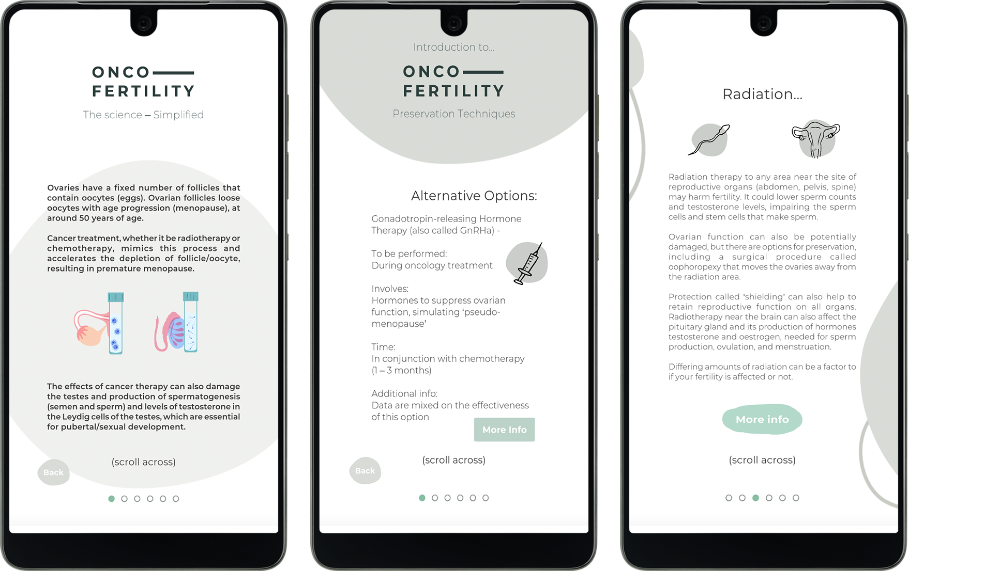 ONCO
FERTILITY
The science – Simplified
Ovaries have a fixed number of follicles that
contain oocytes (eggs). Ovarian follicles loose
oocytes with age progression (menopause), at
around 50 years of age.
Cancer treatment, whether it be radiotherapy or
chemotherapy, mimics this process and
accelerates the depletion of follicle/oocyte,
resulting in premature menopause.
The effects of cancer therapy can also damage
the testes and production of spermatogenesis
(semen and sperm) and levels of testosterone in
the Leydig cells of the testes, which are essential
for pubertal/sexual development.
(scroll across)
Back
Introduction to...
ONCO
FERTILITY
Preservation Techniques
Alternative Options:
Gonadotropin-releasing Hormone
Therapy (also called GnRHa) -
To be performed:
During oncology treatment
Involves:
Hormones to suppress ovarian
function, simulating ‘pseudo-
menopause’
Time:
In conjunction with chemotherapy
(1 – 3 months)
Additional info:
Data are mixed on the effectiveness
of this option
More Info
(scroll across)
Back
Radiation...
Radiation therapy to any area near the site of
reproductive organs (abdomen, pelvis, spine)
may harm fertility. It could lower sperm counts
and testosterone levels, impairing the sperm
cells and stem cells that make sperm.
Ovarian function can also be potentially
damaged, but there are options for preservation,
including a surgical procedure called
oophoropexy that moves the ovaries away from
the radiation area.
Protection called ‘shielding’ can also help to
retain reproductive function on all organs.
Radiotherapy near the brain can also affect the
pituitary gland and its production of hormones
testosterone and oestrogen, needed for sperm
production, ovulation, and menstruation.
Differing amounts of radiation can be a factor to
if your fertility is affected or not.
More info
(scroll across)